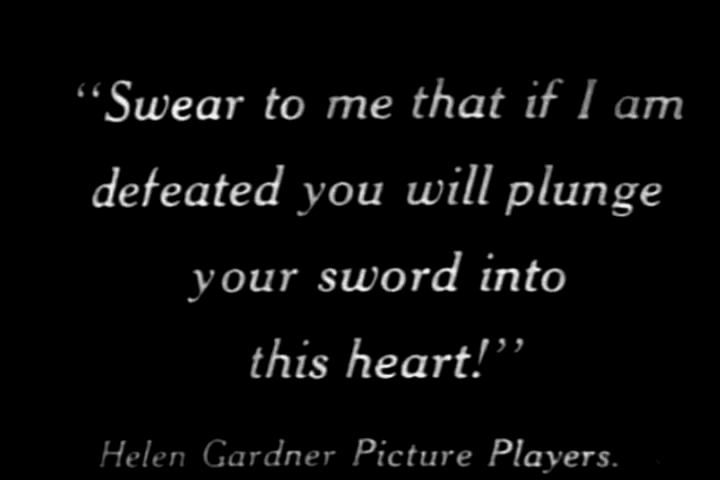 “Swear to me that if I am
defeated you will plunge
your sword into
this heart!”
Helen Gardner Picture Players.